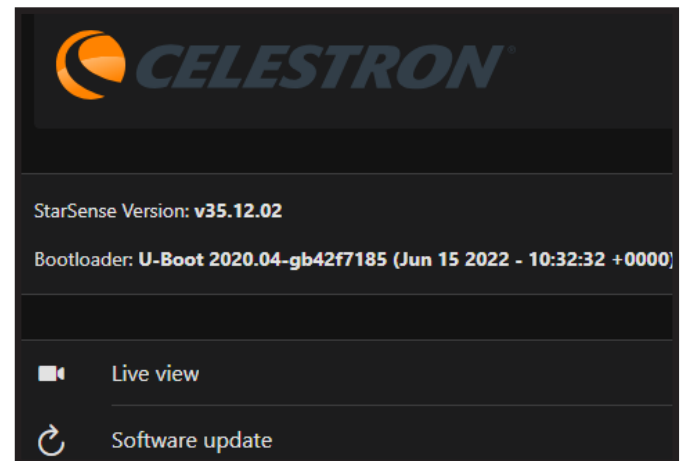 CELESTRON®
StarSense Version: v35.12.02
Bootloader: U-Boot 2020.04-gb42f7185 (Jun 15 2022 - 10:32:32 +0000)
Live view
Software update